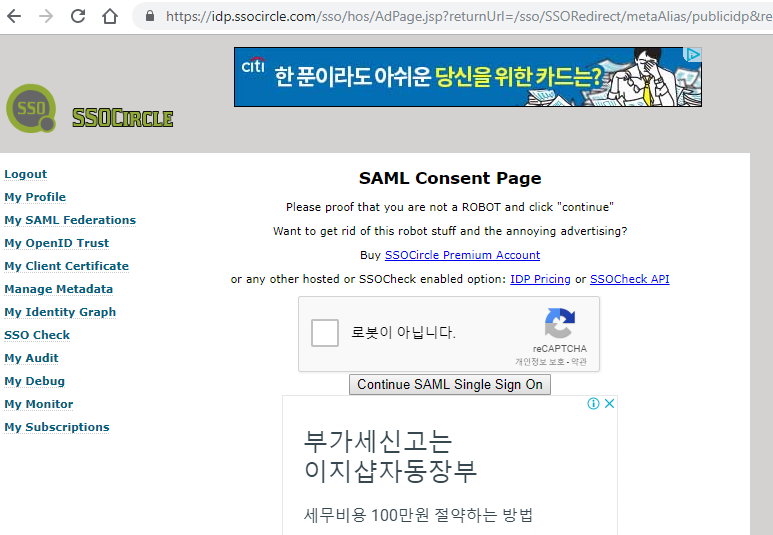 https://idp.ssocircle.com/sso/hos/AdPage.jsp?returnUrl=/sso/SSORedirect/metaAlias/publicidp&re
citi
한 푼이라도 아쉬운 당신을 위한 카드는?
SSO
SSOCIRCLE
Logout
My Profile
My SAML Federations
My OpenID Trust
My Client Certificate
Manage Metadata
My Identity Graph
SSO Check
My Audit
My Debug
My Monitor
My Subscriptions
SAML Consent Page
Please proof that you are not a ROBOT and click "continue"
Want to get rid of this robot stuff and the annoying advertising?
Buy SSOCircle Premium Account
or any other hosted or SSOCheck enabled option: IDP Pricing or SSOCheck API
로봇이 아닙니다.
reCAPTCHA
개인정보 보호 - 약관
Continue SAML Single Sign On
부가세신고는
이지샵자동장부
세무비용 100만원 절약하는 방법